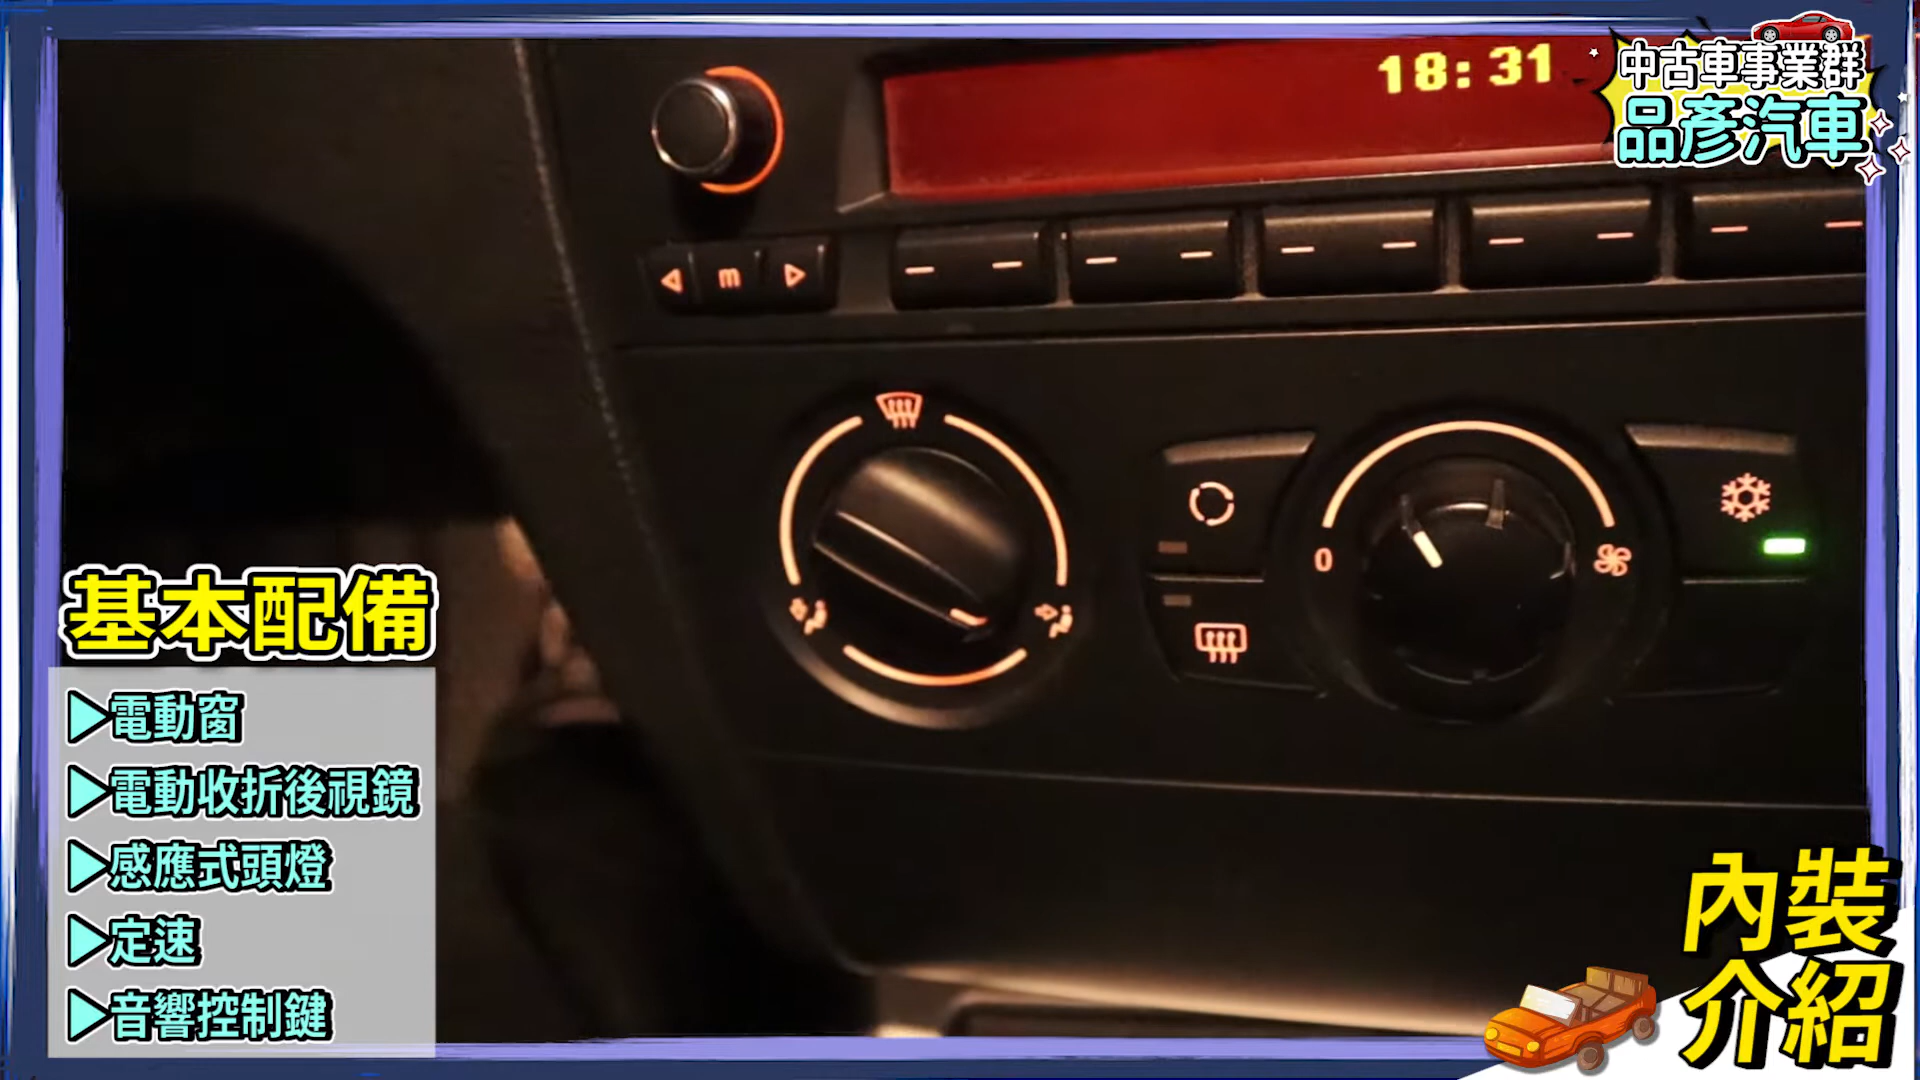 中古車事業群
品彥汽車
18:31
m
0
基本配備
▶電動窗
▶電動收折後視鏡
▶感應式頭燈
▶定速
▶音響控制鍵
內裝
介紹